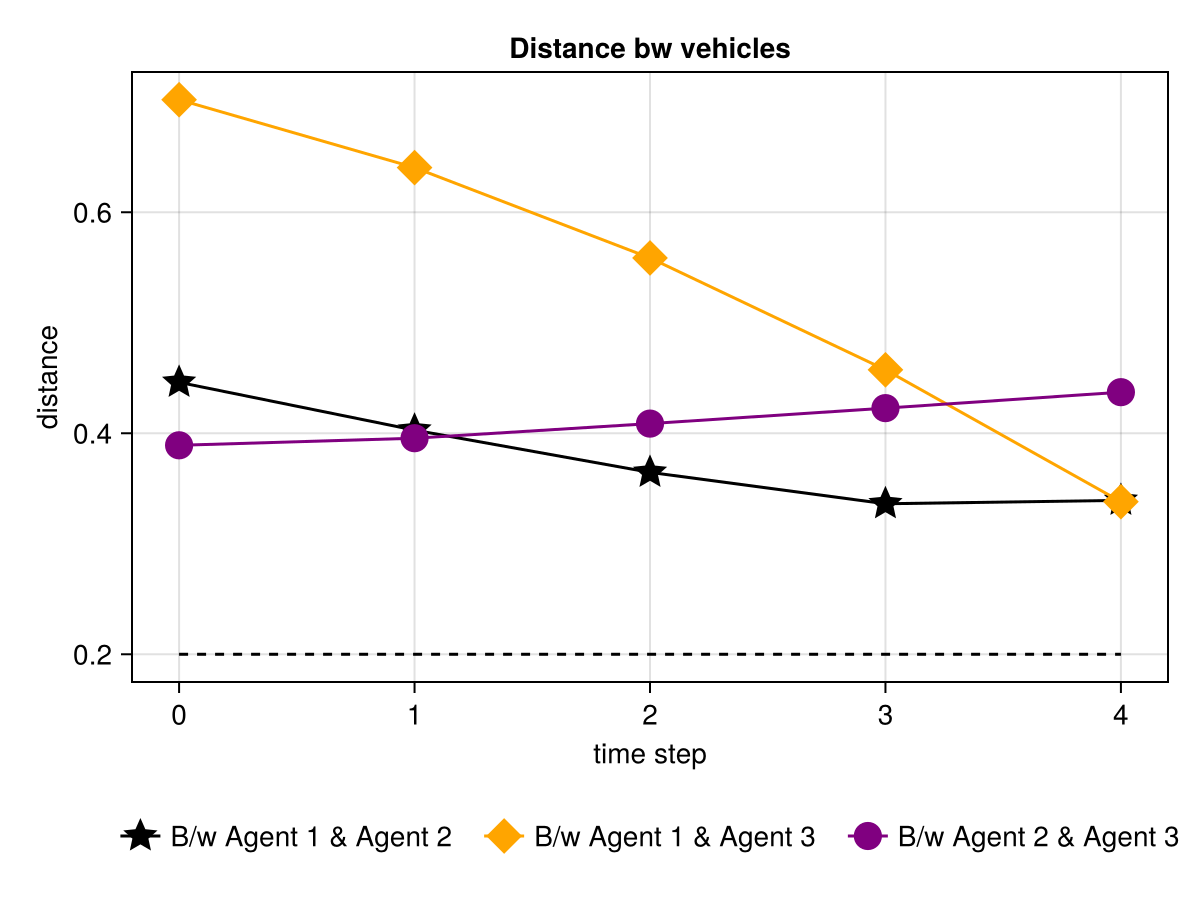 Distance bw vehicles
0.6
0.4
0.2
distance
0 1 2 3 4
time step
B/w Agent 1 & Agent 2 B/w Agent 1 & Agent 3 B/w Agent 2 & Agent 3